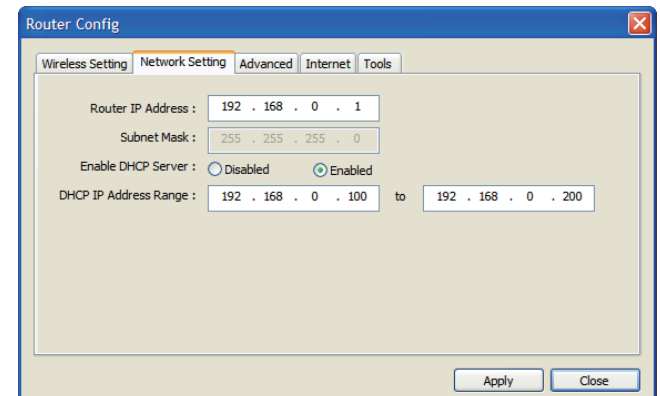 Router Config
Wireless Setting Network Setting Advanced Internet Tools
Router IP Address : 192 . 168 . 0 . 1
Subnet Mask : 255 . 255 . 255 . 0
Enable DHCP Server : Disabled Enabled
DHCP IP Address Range : 192 . 168 . 0 . 100 to 192 . 168 . 0 . 200
Apply Close